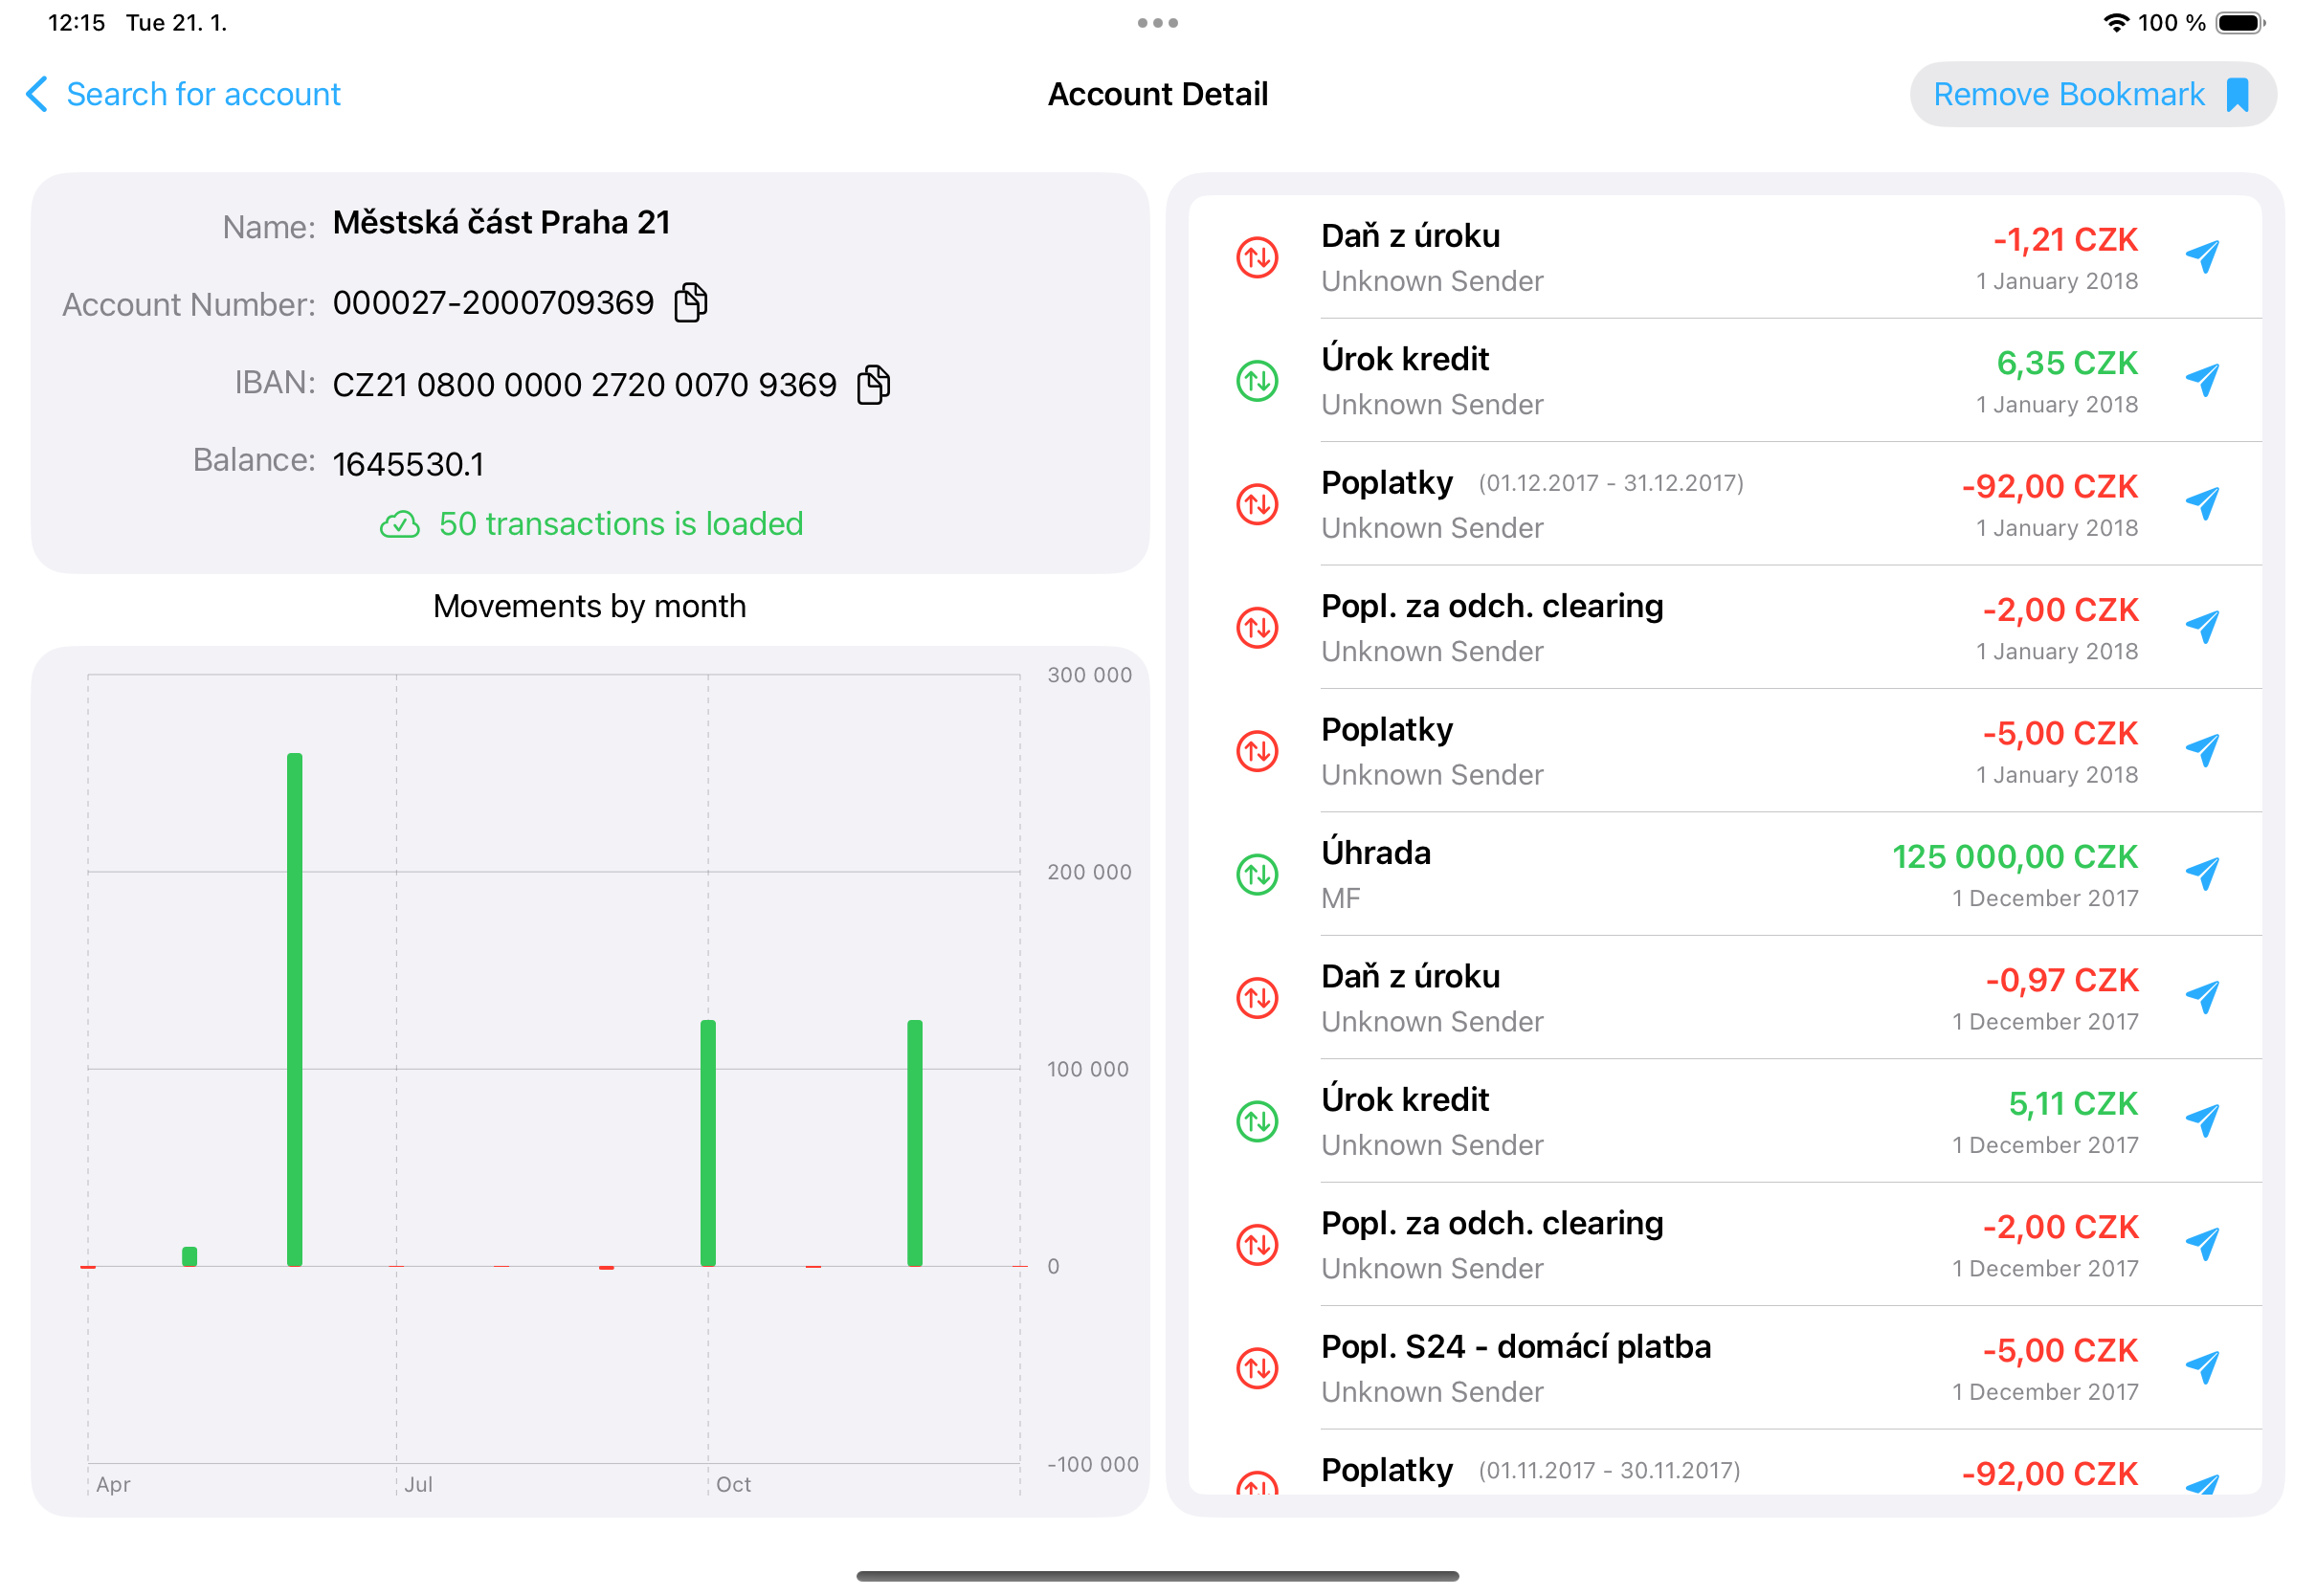 12:15 Tue 21. 1.
100 %
Search for account
Account Detail
Remove Bookmark
Name: Městská část Praha 21
Account Number: 000027-2000709369
IBAN: CZ21 0800 0000 2720 0070 9369
Balance: 1645530.1
50 transactions is loaded
Movements by month
300 000
200 000
100 000
0
-100 000
Apr Jul Oct
Daň z úroku -1,21 CZK
Unknown Sender 1 January 2018
Úrok kredit 6,35 CZK
Unknown Sender 1 January 2018
Poplatky (01.12.2017 - 31.12.2017) -92,00 CZK
Unknown Sender 1 January 2018
Popl. za odch. clearing -2,00 CZK
Unknown Sender 1 January 2018
Poplatky -5,00 CZK
Unknown Sender 1 January 2018
Úhrada 125 000,00 CZK
MF 1 December 2017
Daň z úroku -0,97 CZK
Unknown Sender 1 December 2017
Úrok kredit 5,11 CZK
Unknown Sender 1 December 2017
Popl. za odch. clearing -2,00 CZK
Unknown Sender 1 December 2017
Popl. S24 - domácí platba -5,00 CZK
Unknown Sender 1 December 2017
Poplatky (01.11.2017 - 30.11.2017) -92,00 CZK